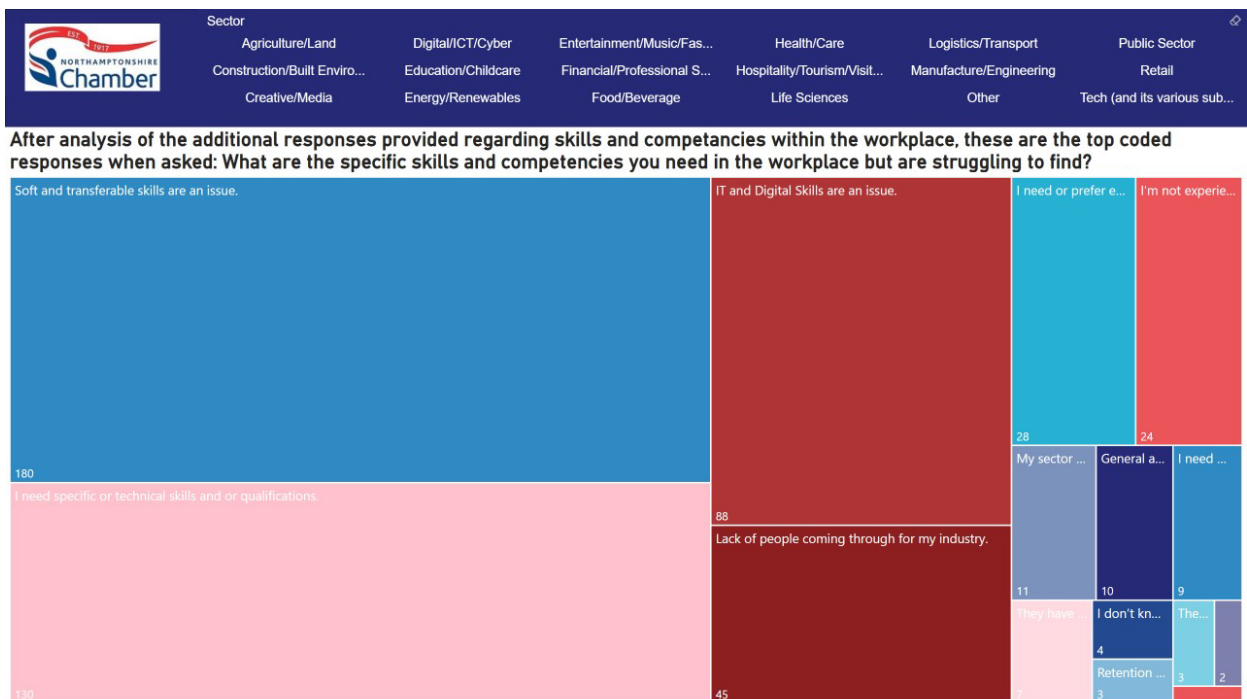 EST. 1917
NORTHAMPTONSHIRE
Chamber
Sector
Agriculture/Land
Digital/ICT/Cyber
Entertainment/Music/Fas...
Health/Care
Logistics/Transport
Public Sector
Construction/Built Enviro...
Education/Childcare
Financial/Professional S...
Hospitality/Tourism/Visit...
Manufacture/Engineering
Retail
Creative/Media
Energy/Renewables
Food/Beverage
Life Sciences
Other
Tech (and its various sub...
After analysis of the additional responses provided regarding skills and competancies within the workplace, these are the top coded
responses when asked: What are the specific skills and competencies you need in the workplace but are struggling to find?
Soft and transferable skills are an issue.
180
I need specific or technical skills and or qualifications.
130
IT and Digital Skills are an issue.
88
Lack of people coming through for my industry.
45
I need or prefer e...
28
I'm not experie...
24
My sector ...
11
General a...
10
I need ...
9
They have ...
7
I don't kn...
4
Retention ...
3
The...
3
2